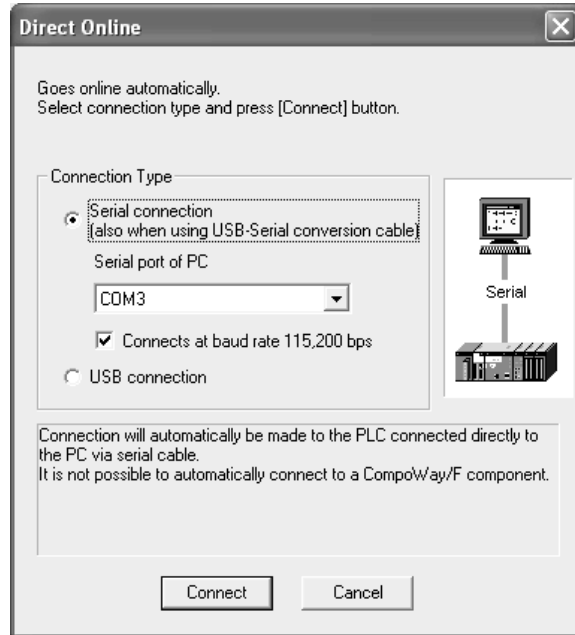 Direct Online
Goes online automatically.
Select connection type and press [Connect] button.
Connection Type
Serial connection
(also when using USB-Serial conversion cable)
Serial port of PC
COM3
Connects at baud rate 115,200 bps
USB connection
Serial
Connection will automatically be made to the PLC connected directly to
the PC via serial cable.
It is not possible to automatically connect to a CompoWay/F component.
Connect
Cancel